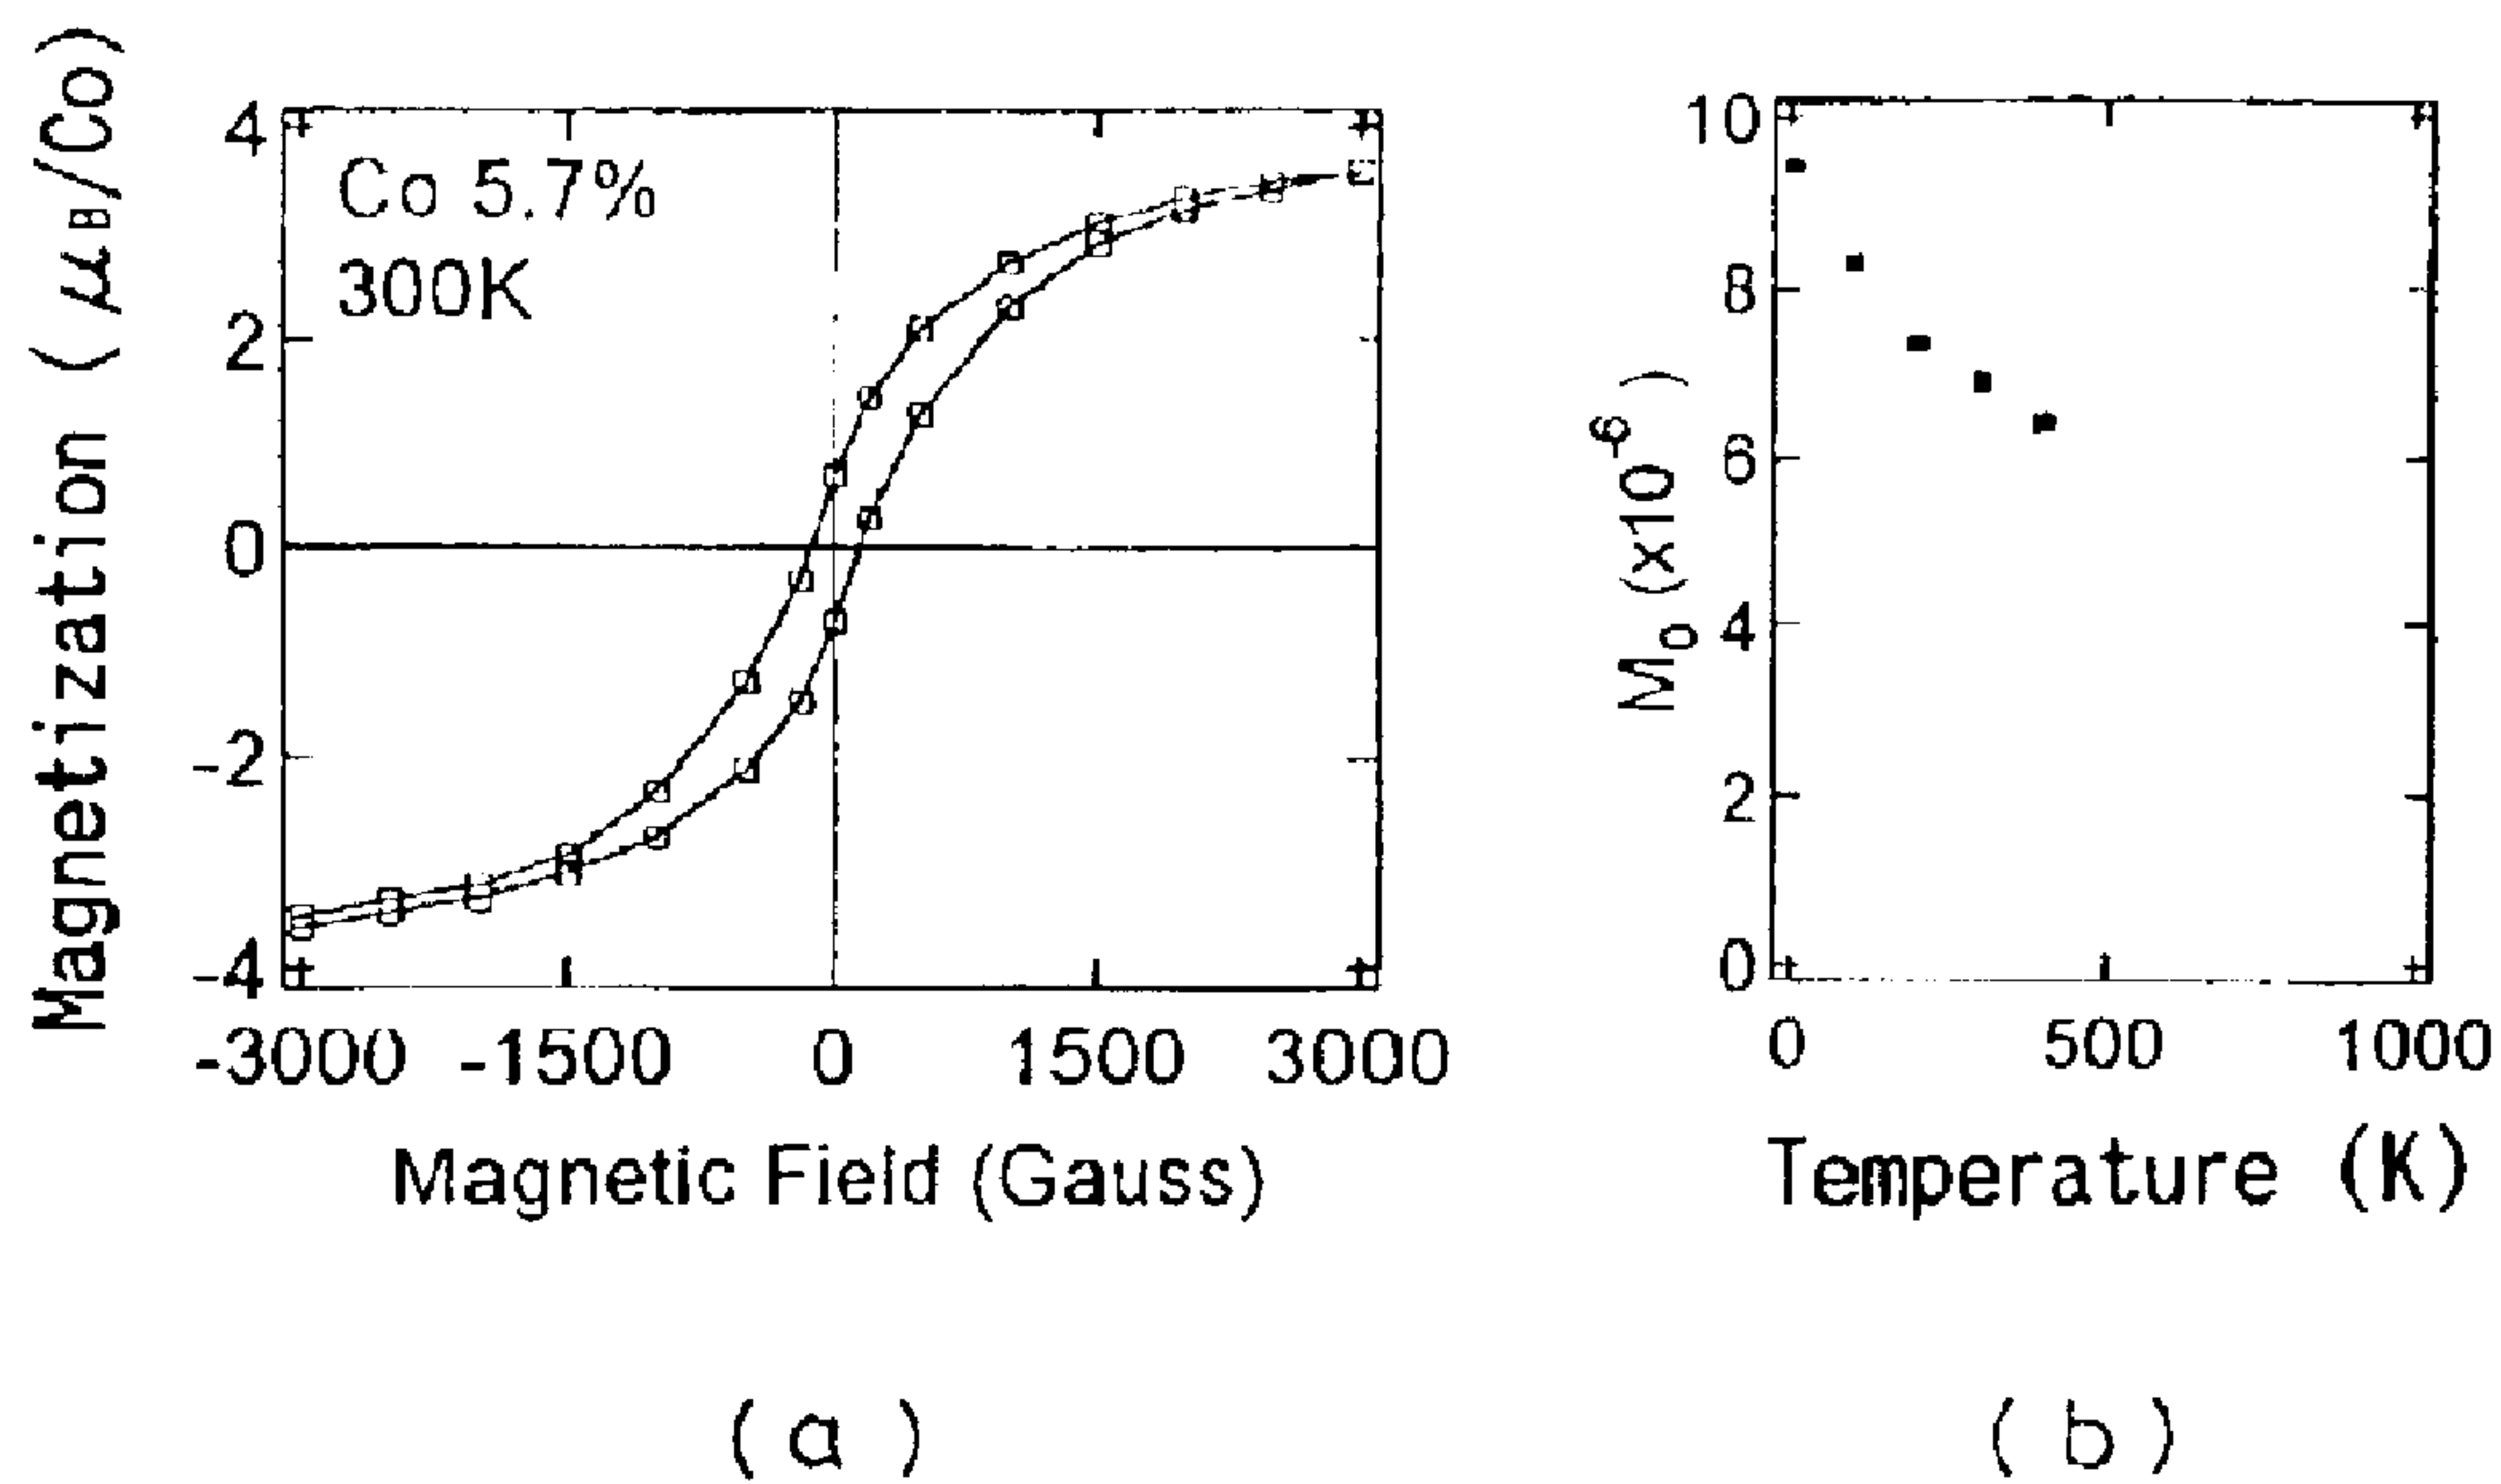 Magnetization (μB/Co)
4
2
0
-2
-4
Co 5.7%
300K
-3000 -1500 0 1500 3000
Magnetic Field (Gauss)
(a)
Mo (x10-6)
10
8
6
4
2
0
0 500 1000
Temperature (K)
(b)